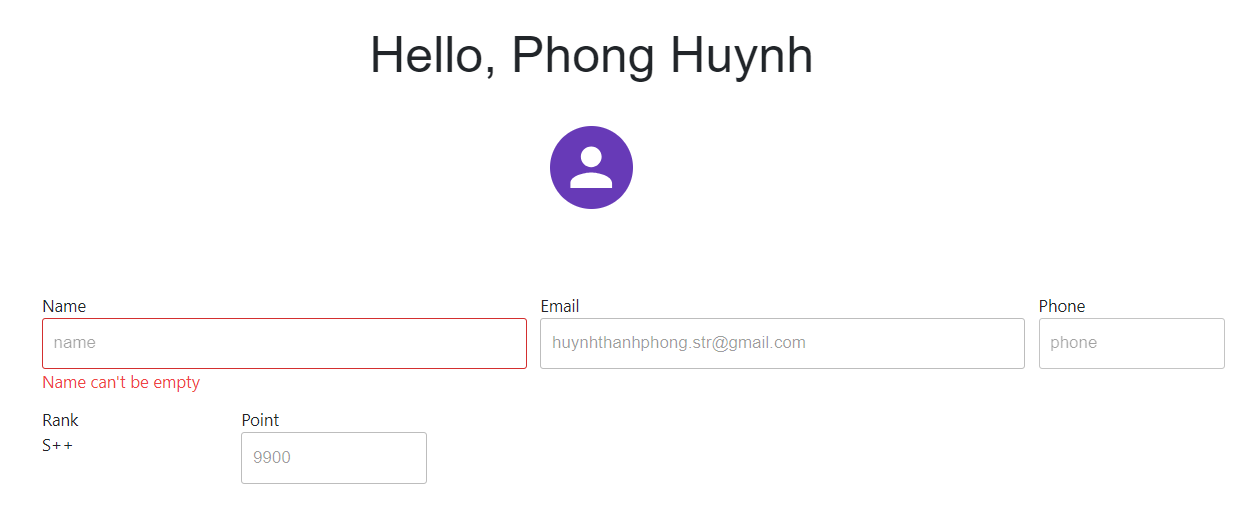 Hello, Phong Huynh
Name
Email
Phone
name
huynhthanhphong.str@gmail.com
phone
Name can't be empty
Rank
Point
S++
9900